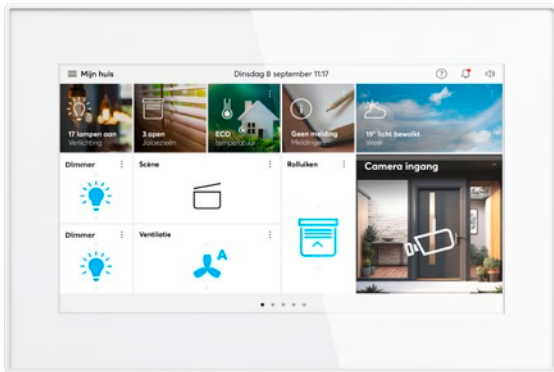 Mijn huis
Dinsdag 8 september 11:17
17 lampen aan
Verlichting
3 open
Jaloezieën
ECO
temperatuur
Geen melding
Meldingen
19° licht bewolkt
Weer
Dimmer
Scène
Rolluiken
Camera ingang
Dimmer
Ventilatie
A